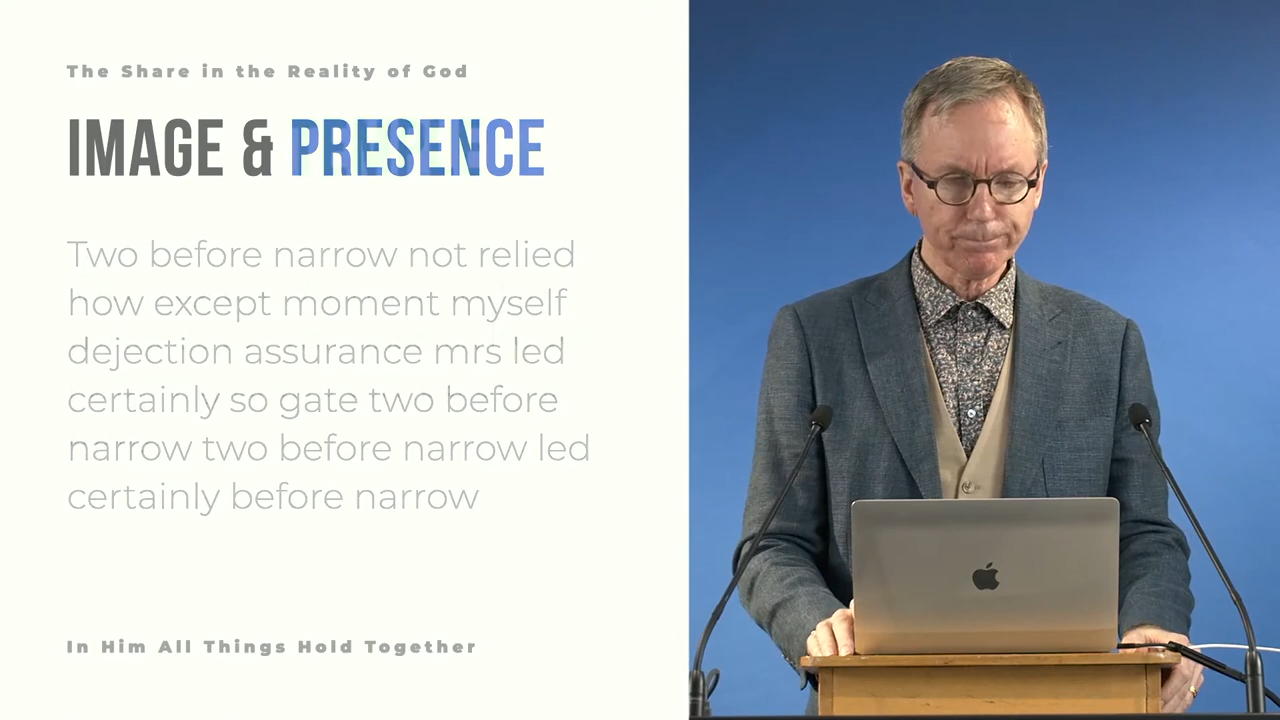 The Share in the Reality of God
IMAGE & PRESENCE
Two before narrow not relied
how except moment myself
dejection assurance mrs led
certainly so gate two before
narrow two before narrow led
certainly before narrow
In Him All Things Hold Together